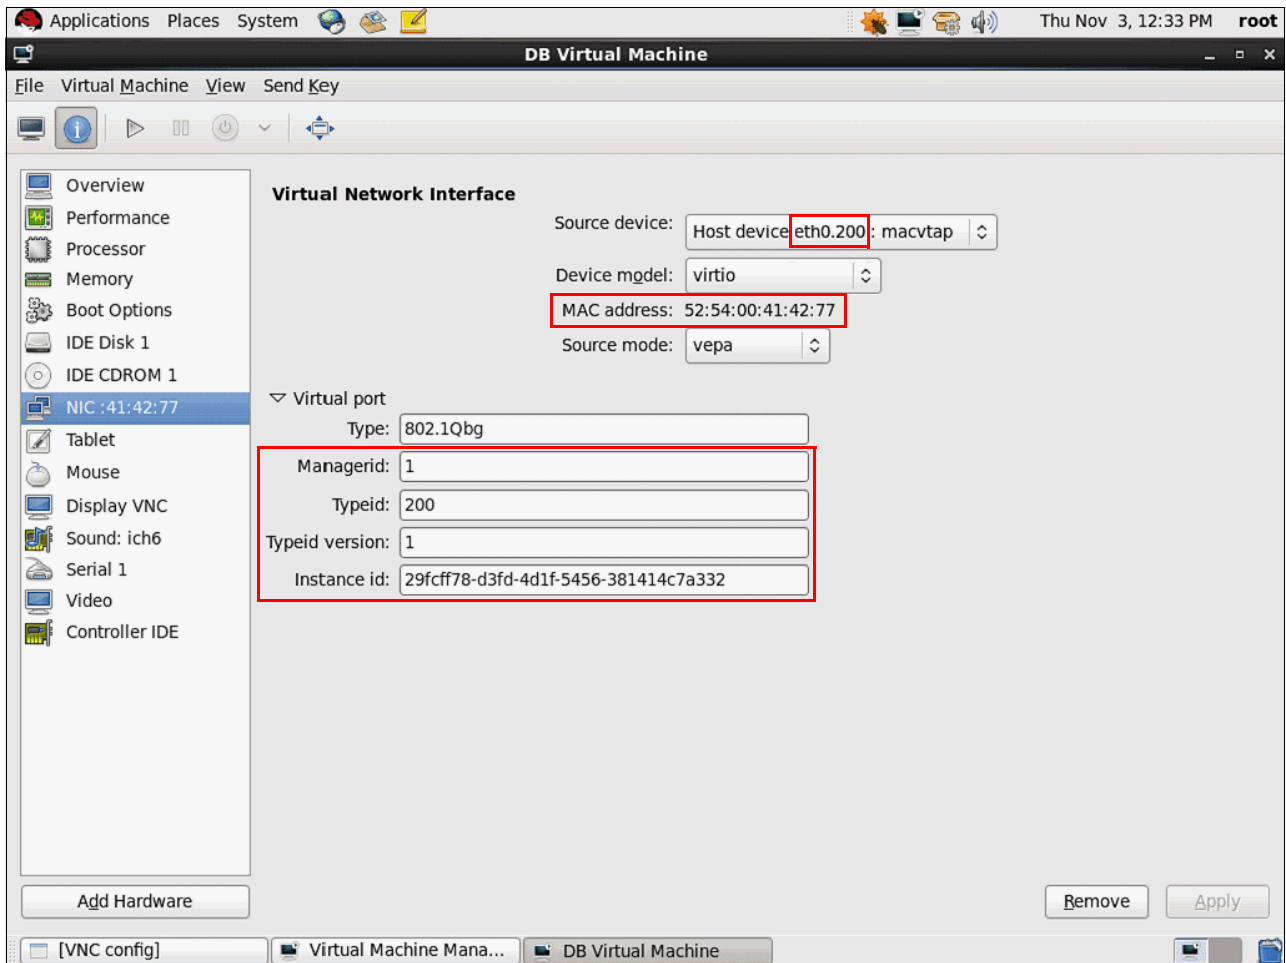 Applications Places System Thu Nov 3, 12:33 PM root
DB Virtual Machine
File Virtual Machine View Send Key
Overview
Performance
Processor
Memory
Boot Options
IDE Disk 1
IDE CDROM 1
NIC :41:42:77
Tablet
Mouse
Display VNC
Sound: ich6
Serial 1
Video
Controller IDE
Add Hardware
Virtual Network Interface
Source device: Host device eth0.200 : macvtap
Device model: virtio
MAC address: 52:54:00:41:42:77
Source mode: vepa
Virtual port
Type: 802.1Qbg
Managerid: 1
Typeid: 200
Typeid version: 1
Instance id: 29fcff78-d3fd-4d1f-5456-381414c7a332
Remove Apply
[VNC config] Virtual Machine Mana... DB Virtual Machine